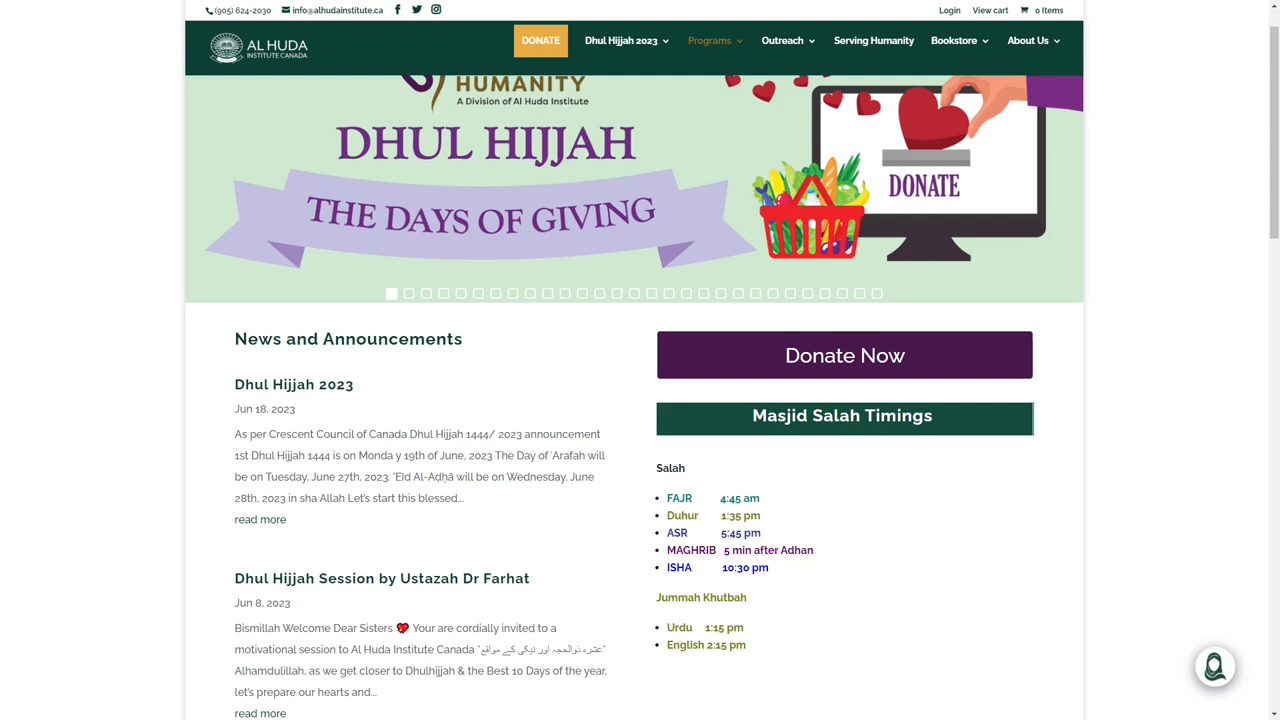 (905) 624-2030 info@alhudainstitute.ca
Login View cart 0 Items
AL HUDA
INSTITUTE CANADA
DONATE Dhul Hijjah 2023 Programs Outreach Serving Humanity Bookstore About Us
HUMANITY
A Division of Al Huda Institute
DHUL HIJJAH
THE DAYS OF GIVING
DONATE
News and Announcements
Dhul Hijjah 2023
Jun 18, 2023
As per Crescent Council of Canada Dhul Hijjah 1444/ 2023 announcement
1st Dhul Hijjah 1444 is on Monda y 19th of June, 2023 The Day of ʿArafah will
be on Tuesday, June 27th, 2023. ʿEīd Al-Aḍḥā will be on Wednesday, June
28th, 2023 in sha Allah Let’s start this blessed...
read more
Dhul Hijjah Session by Ustazah Dr Farhat
Jun 8, 2023
Bismillah Welcome Dear Sisters 💖 Your are cordially invited to a
motivational session to Al Huda Institute Canada *عشرہ ذوالحجہ اور نیکی کے مواقع*
Alhamdulillah, as we get closer to Dhulhijjah & the Best 10 Days of the year,
let’s prepare our hearts and...
read more
Donate Now
Masjid Salah Timings
Salah
FAJR 4:45 am
Duhur 1:35 pm
ASR 5:45 pm
MAGHRIB 5 min after Adhan
ISHA 10:30 pm
Jummah Khutbah
Urdu 1:15 pm
English 2:15 pm